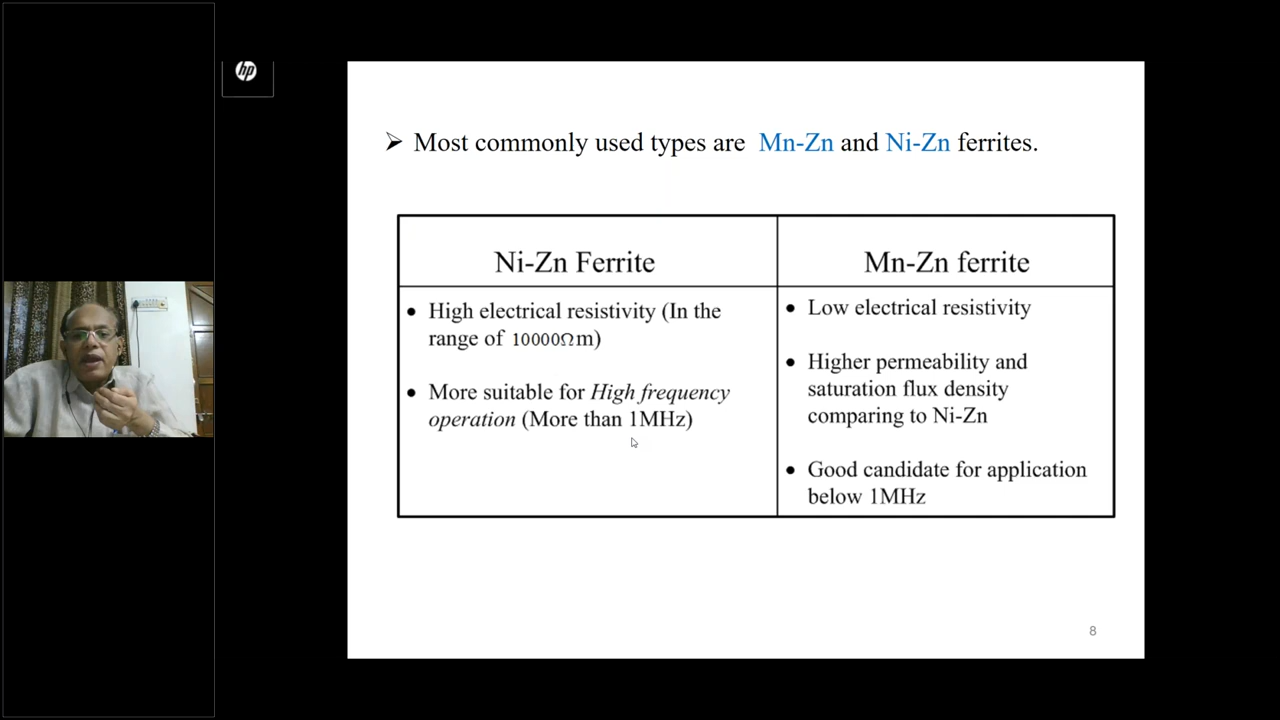 hp
➢ Most commonly used types are Mn-Zn and Ni-Zn ferrites.
Ni-Zn Ferrite
• High electrical resistivity (In the
range of 10000Ωm)
• More suitable for High frequency
operation (More than 1MHz)
Mn-Zn ferrite
• Low electrical resistivity
• Higher permeability and
saturation flux density
comparing to Ni-Zn
• Good candidate for application
below 1MHz
8